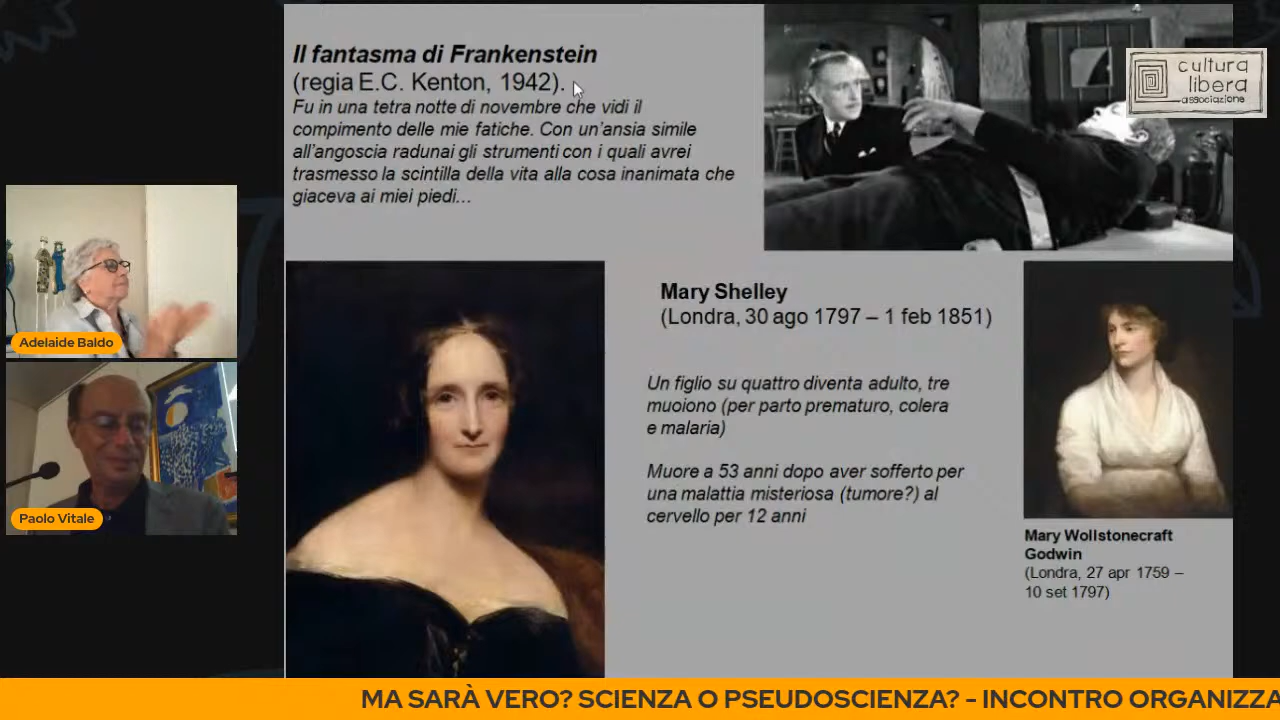 Il fantasma di Frankenstein
(regia E.C. Kenton, 1942).
Fu in una tetra notte di novembre che vidi il
compimento delle mie fatiche. Con un'ansia simile
all'angoscia radunai gli strumenti con i quali avrei
trasmesso la scintilla della vita alla cosa inanimata che
giaceva ai miei piedi...
cultura
libera
associazione
Adelaide Baldo
Paolo Vitale
Mary Shelley
(Londra, 30 ago 1797 – 1 feb 1851)
Un figlio su quattro diventa adulto, tre
muoiono (per parto prematuro, colera
e malaria)
Muore a 53 anni dopo aver sofferto per
una malattia misteriosa (tumore?) al
cervello per 12 anni
Mary Wollstonecraft
Godwin
(Londra, 27 apr 1759 –
10 set 1797)
MA SARÀ VERO? SCIENZA O PSEUDOSCIENZA? - INCONTRO ORGANIZZA